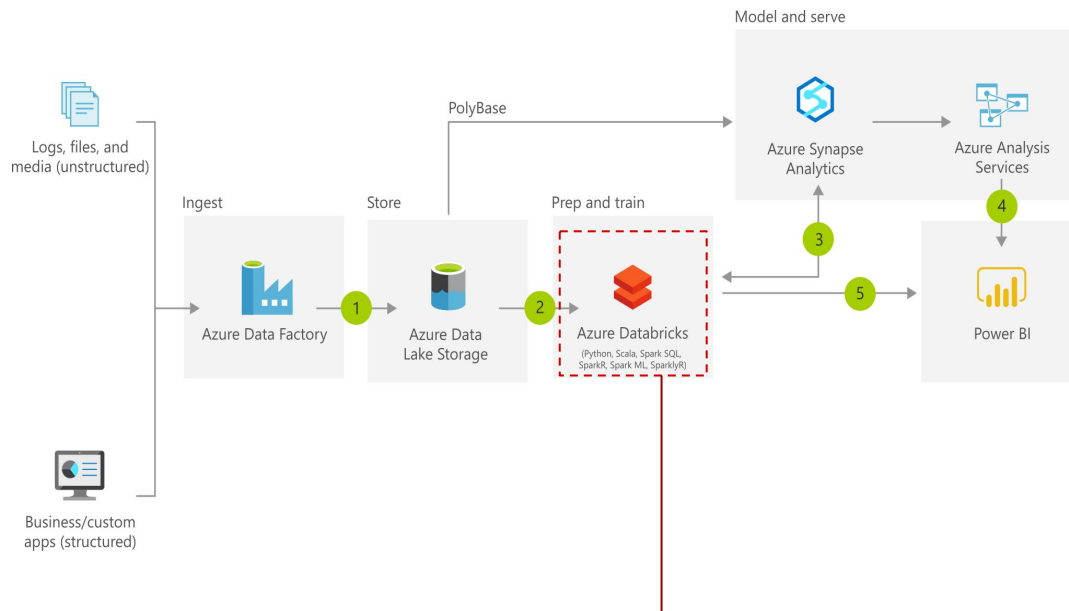 Model and serve
PolyBase
Logs, files, and
media (unstructured)
Azure Synapse
Analytics
Azure Analysis
Services
Ingest
Store
Prep and train
4
3
5
1
2
Azure Data Factory
Azure Data
Lake Storage
Azure Databricks
(Python, Scala, Spark SQL,
SparkR, Spark ML, SparklyR)
Power BI
Business/custom
apps (structured)